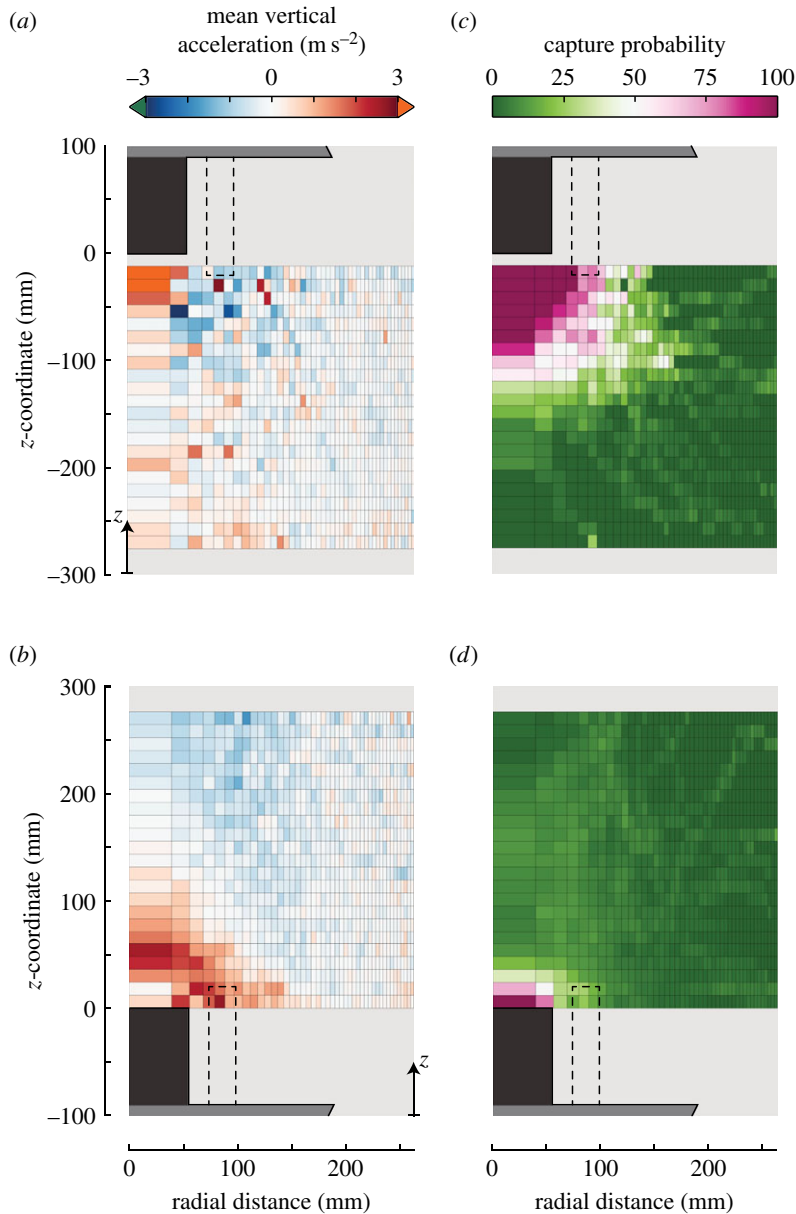 (a)
mean vertical
acceleration (m s⁻²)
−3 0 3
(c)
capture probability
0 25 50 75 100
100
0
−100
−200
−300
z-coordinate (mm)
z
(b)
(d)
300
200
100
0
−100
z-coordinate (mm)
z
0 100 200
radial distance (mm)
0 100 200
radial distance (mm)